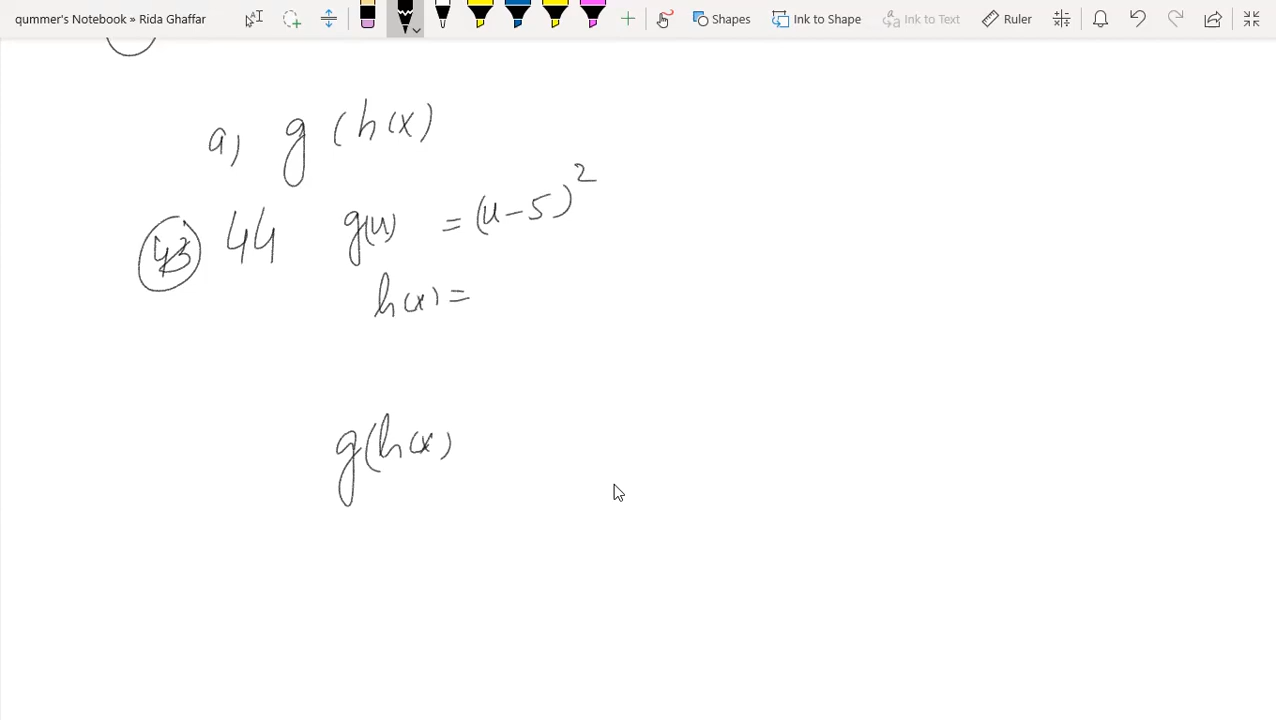 qummer's Notebook » Rida Ghaffar
Shapes
Ink to Shape
Ink to Text
Ruler
a) g (h(x)
43 44 g(u) = (u-5)²
h(x) =
g(h(x)